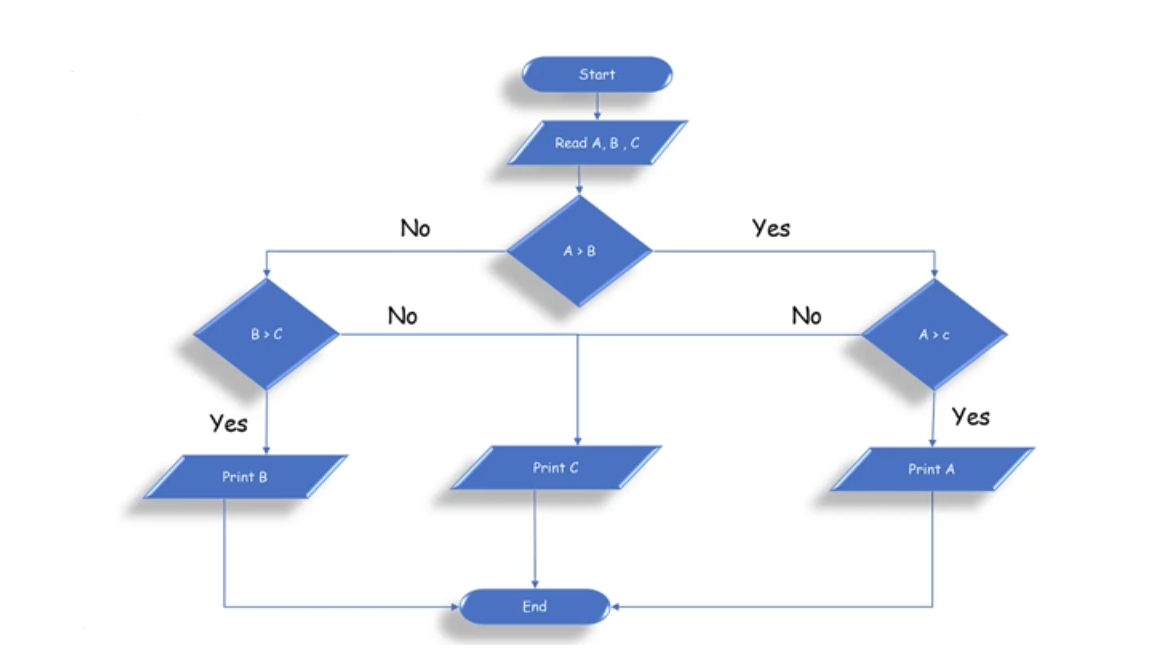 Start
Read A, B , C
No
Yes
A > B
No
No
B > C
A > c
Yes
Yes
Print B
Print C
Print A
End